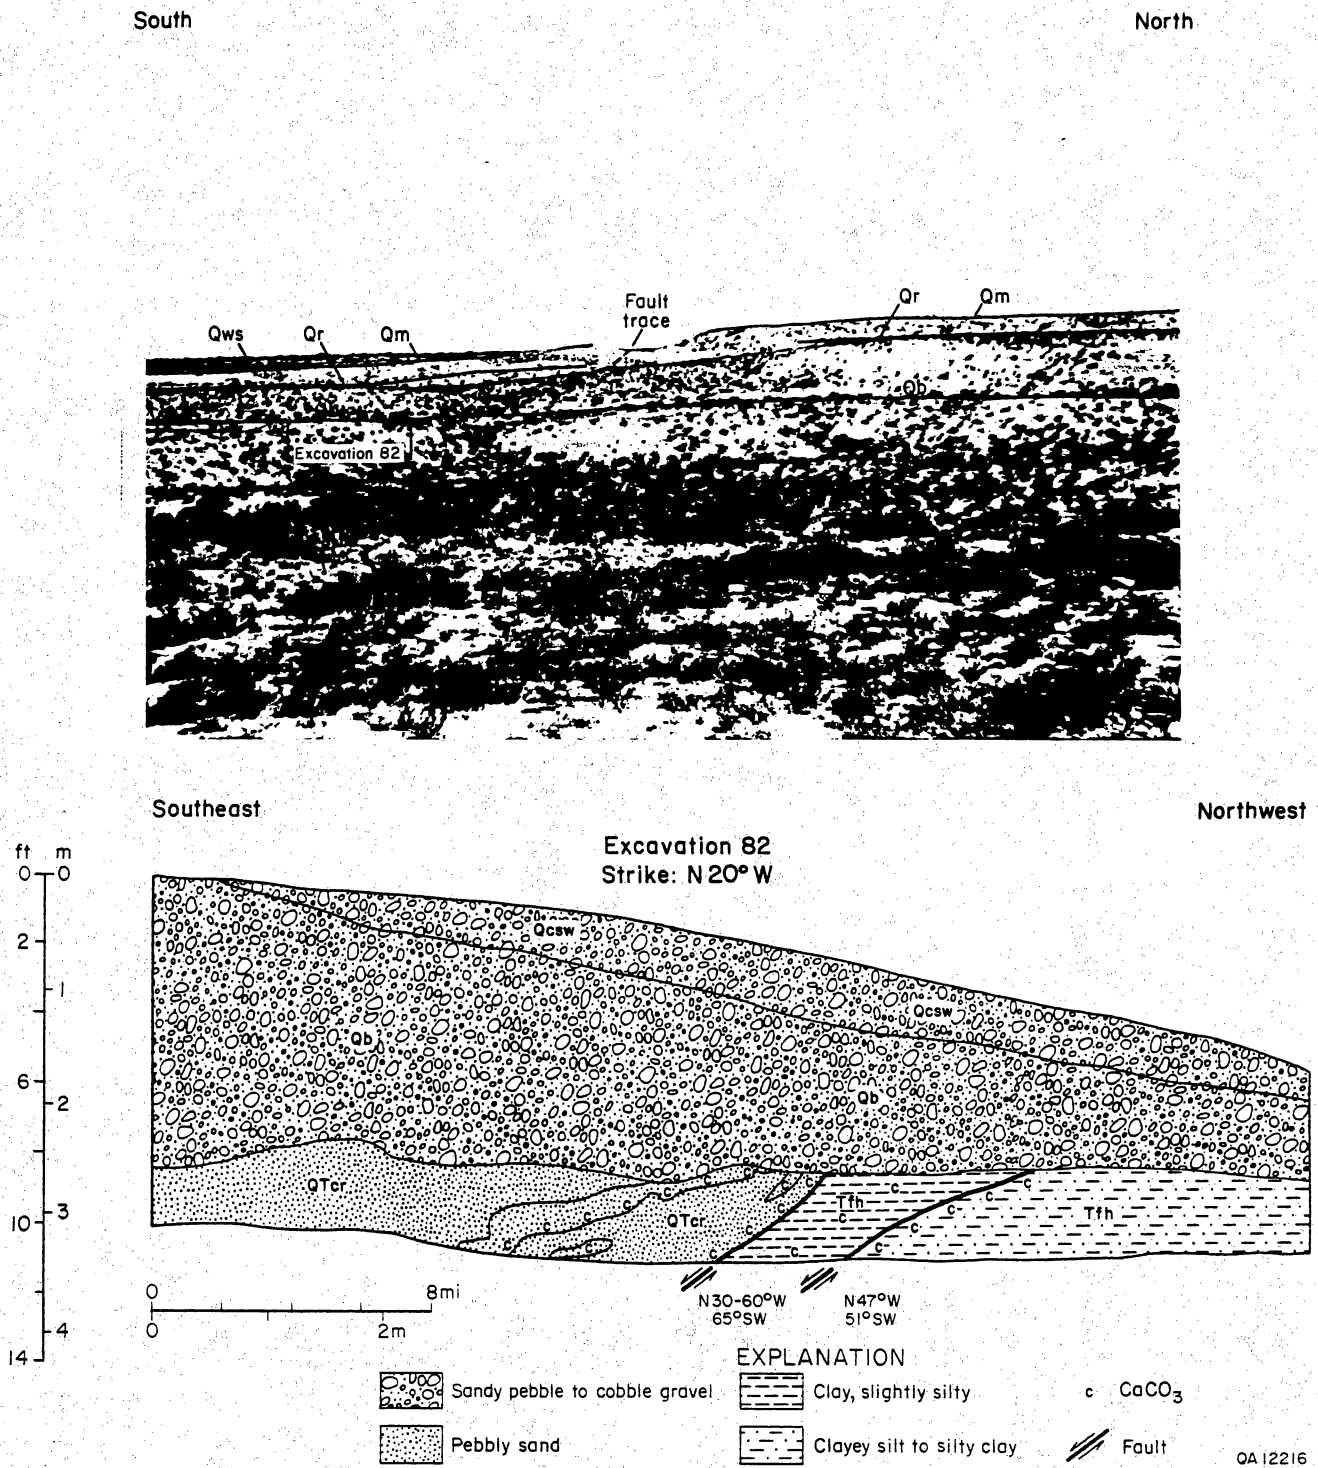 South
North
Fault
trace
Qr
Qm
Qws
Qr
Qm
Qb
Excavation 82
Southeast
Northwest
Excavation 82
Strike: N 20° W
ft m
0 0
2
1
6
2
10
3
4
14
Qcsw
Qcsw
Qb
Qb
QTcr
QTcr
Tfh
Tfh
c c c c c c c c c c c c c c c c c c c c c
0 8mi
0 2m
N30-60°W
65°SW
N47°W
51°SW
EXPLANATION
Sandy pebble to cobble gravel
Clay, slightly silty
c CaCO3
Pebbly sand
Clayey silt to silty clay
Fault
QA12216